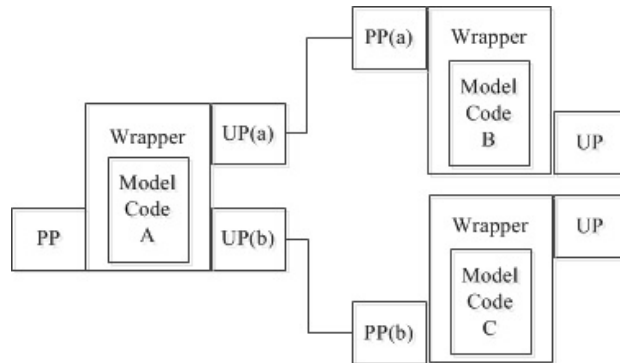 PP
Wrapper
Model
Code
A
UP(a)
UP(b)
PP(a)
Wrapper
Model
Code
B
UP
PP(b)
Wrapper
Model
Code
C
UP